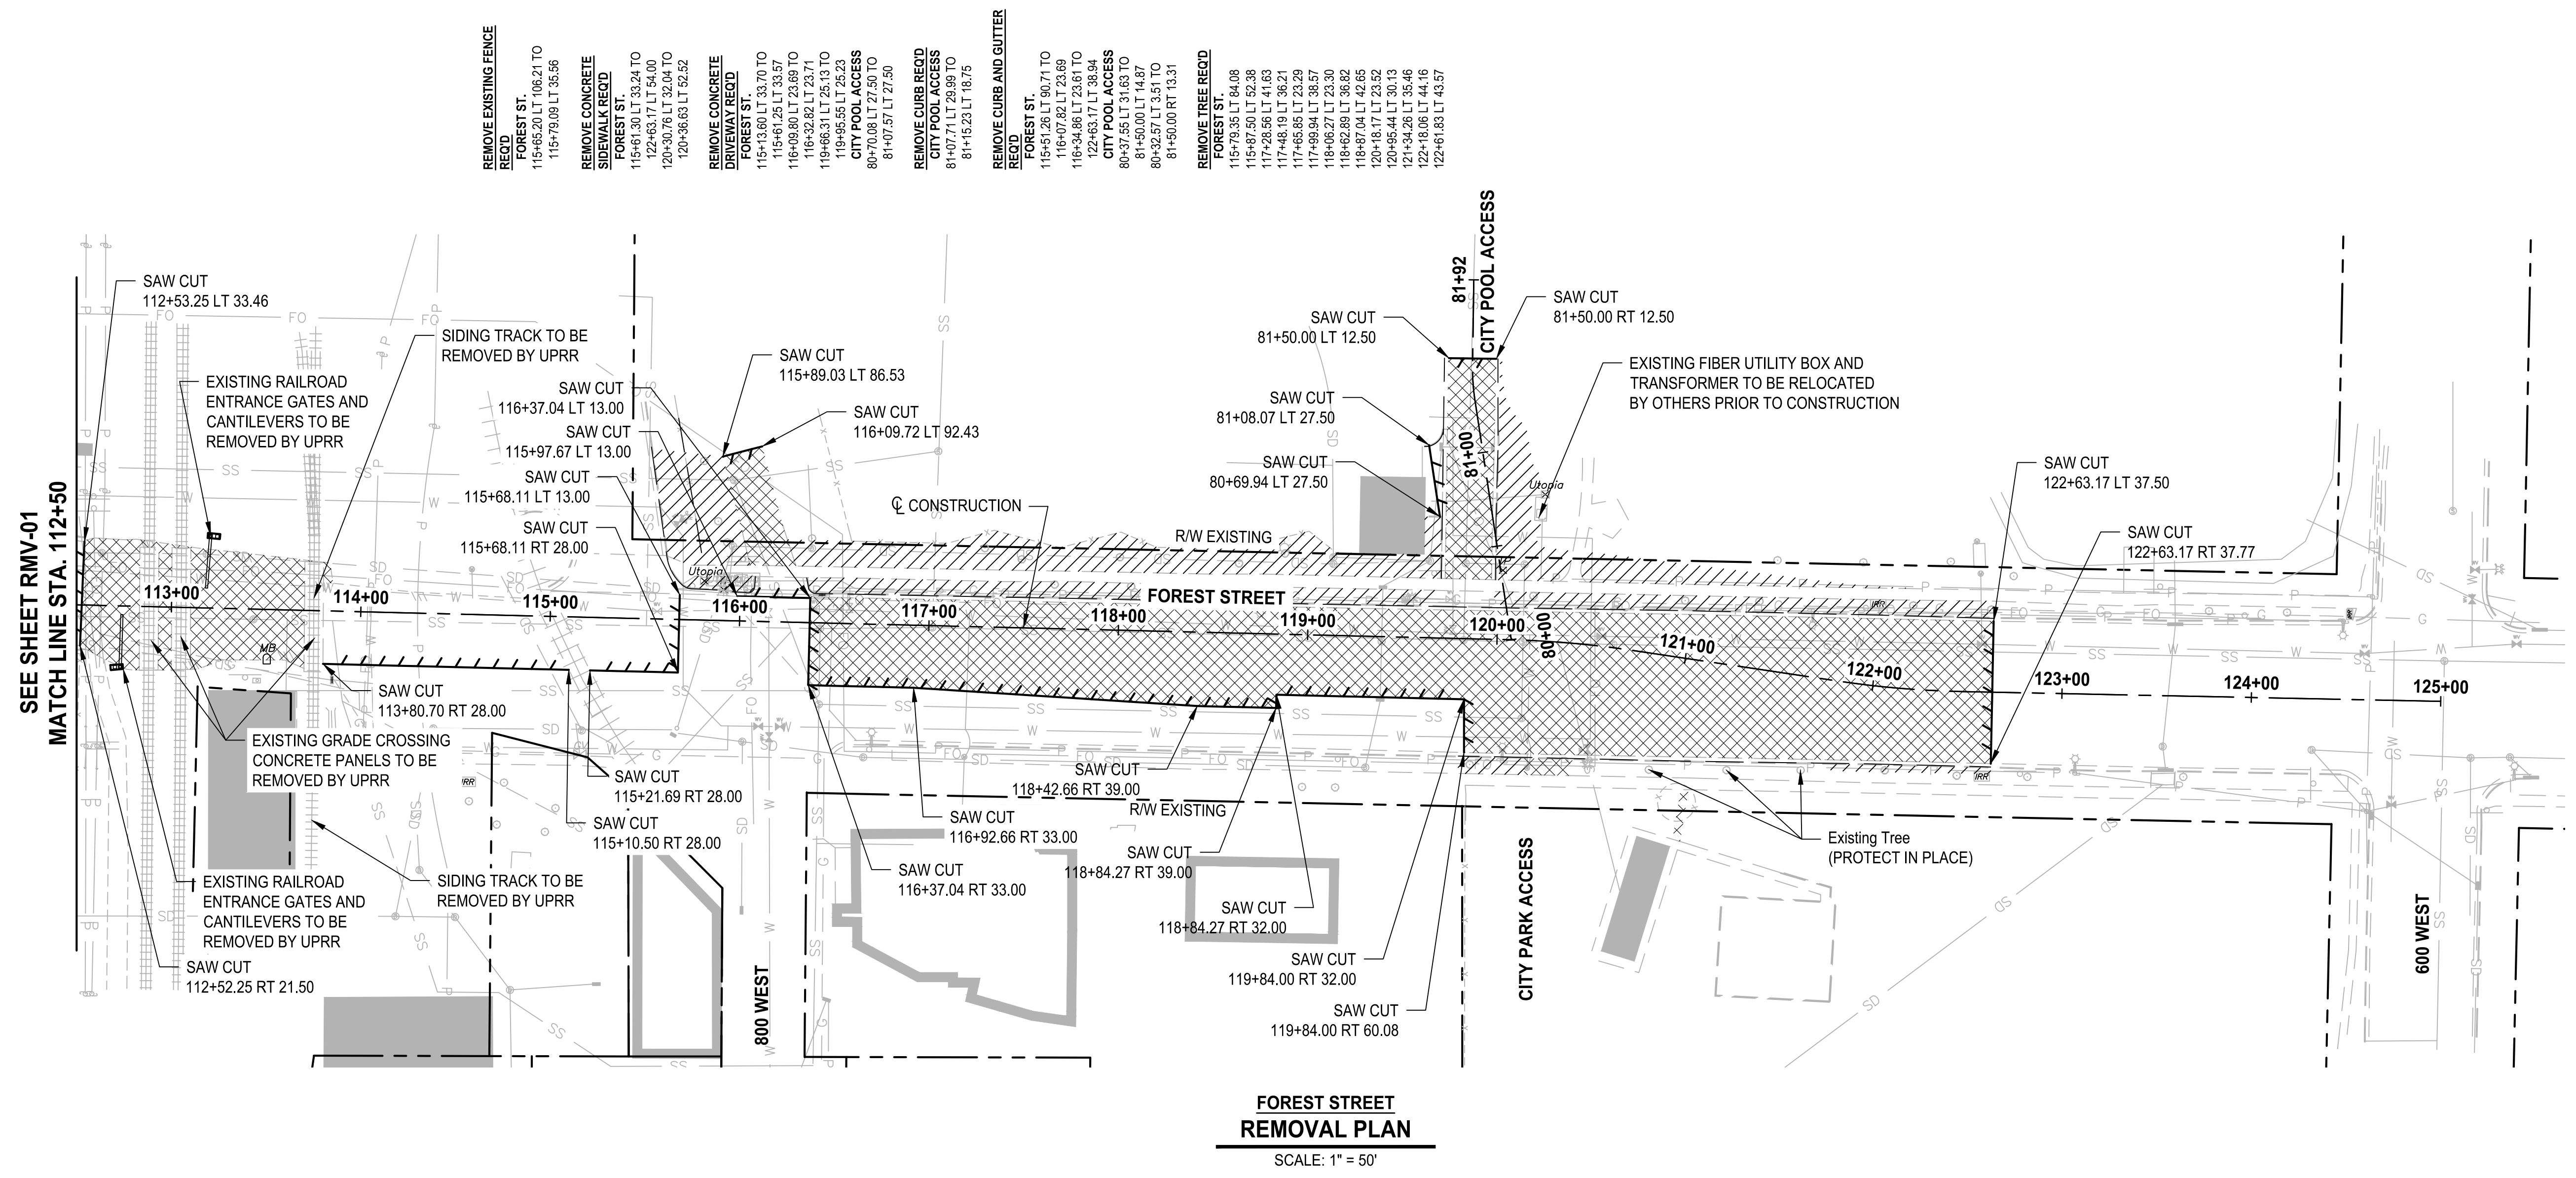 REMOVE EXISTING FENCE
REQ'D
FOREST ST.
115+65.20 LT 106.21 TO
115+79.09 LT 35.56
REMOVE CONCRETE
SIDEWALK REQ'D
FOREST ST.
115+61.30 LT 33.24 TO
122+63.17 LT 54.00
120+30.76 LT 32.04 TO
120+36.63 LT 52.52
REMOVE CONCRETE
DRIVEWAY REQ'D
FOREST ST.
115+13.60 LT 33.70 TO
115+61.25 LT 33.57
116+09.80 LT 23.69 TO
116+32.82 LT 23.71
119+66.31 LT 25.13 TO
119+95.55 LT 25.23
CITY POOL ACCESS
80+70.08 LT 27.50 TO
81+07.57 LT 27.50
REMOVE CURB REQ'D
CITY POOL ACCESS
81+07.71 LT 29.99 TO
81+15.23 LT 18.75
REMOVE CURB AND GUTTER
REQ'D
FOREST ST.
115+51.26 LT 90.71 TO
116+07.82 LT 23.69
116+34.86 LT 23.61 TO
122+63.17 LT 38.94
CITY POOL ACCESS
80+37.55 LT 31.63 TO
81+50.00 LT 14.87
80+32.57 LT 3.51 TO
81+50.00 RT 13.31
REMOVE TREE REQ'D
FOREST ST.
115+79.35 LT 84.08
115+87.50 LT 52.38
117+28.56 LT 41.63
117+48.19 LT 36.21
117+65.85 LT 23.29
117+99.94 LT 38.57
118+06.27 LT 23.30
118+62.89 LT 36.82
118+87.04 LT 42.65
120+18.17 LT 23.52
120+95.44 LT 30.13
121+34.26 LT 35.46
122+18.06 LT 44.16
122+61.83 LT 43.57
SEE SHEET RMV-01
MATCH LINE STA. 112+50
SAW CUT
112+53.25 LT 33.46
EXISTING RAILROAD
ENTRANCE GATES AND
CANTILEVERS TO BE
REMOVED BY UPRR
SIDING TRACK TO BE
REMOVED BY UPRR
SAW CUT
116+37.04 LT 13.00
SAW CUT
115+97.67 LT 13.00
SAW CUT
115+68.11 LT 13.00
SAW CUT
115+68.11 RT 28.00
SAW CUT
115+89.03 LT 86.53
SAW CUT
116+09.72 LT 92.43
℄ CONSTRUCTION
R/W EXISTING
SAW CUT
81+50.00 LT 12.50
SAW CUT
81+08.07 LT 27.50
SAW CUT
80+69.94 LT 27.50
81+92
CITY POOL ACCESS
SAW CUT
81+50.00 RT 12.50
EXISTING FIBER UTILITY BOX AND
TRANSFORMER TO BE RELOCATED
BY OTHERS PRIOR TO CONSTRUCTION
81+00
80+00
Utopia
Utopia
SAW CUT
122+63.17 LT 37.50
SAW CUT
122+63.17 RT 37.77
FOREST STREET
113+00
114+00
115+00
116+00
117+00
118+00
119+00
120+00
121+00
122+00
123+00
124+00
125+00
MB
IRR
IRR
IRR
SAW CUT
113+80.70 RT 28.00
EXISTING GRADE CROSSING
CONCRETE PANELS TO BE
REMOVED BY UPRR
SAW CUT
115+21.69 RT 28.00
SAW CUT
115+10.50 RT 28.00
EXISTING RAILROAD
ENTRANCE GATES AND
CANTILEVERS TO BE
REMOVED BY UPRR
SIDING TRACK TO BE
REMOVED BY UPRR
SAW CUT
112+52.25 RT 21.50
800 WEST
SAW CUT
116+92.66 RT 33.00
SAW CUT
116+37.04 RT 33.00
SAW CUT
118+42.66 RT 39.00
R/W EXISTING
SAW CUT
118+84.27 RT 39.00
SAW CUT
118+84.27 RT 32.00
SAW CUT
119+84.00 RT 32.00
SAW CUT
119+84.00 RT 60.08
CITY PARK ACCESS
Existing Tree
(PROTECT IN PLACE)
600 WEST
FOREST STREET
REMOVAL PLAN
SCALE: 1" = 50'